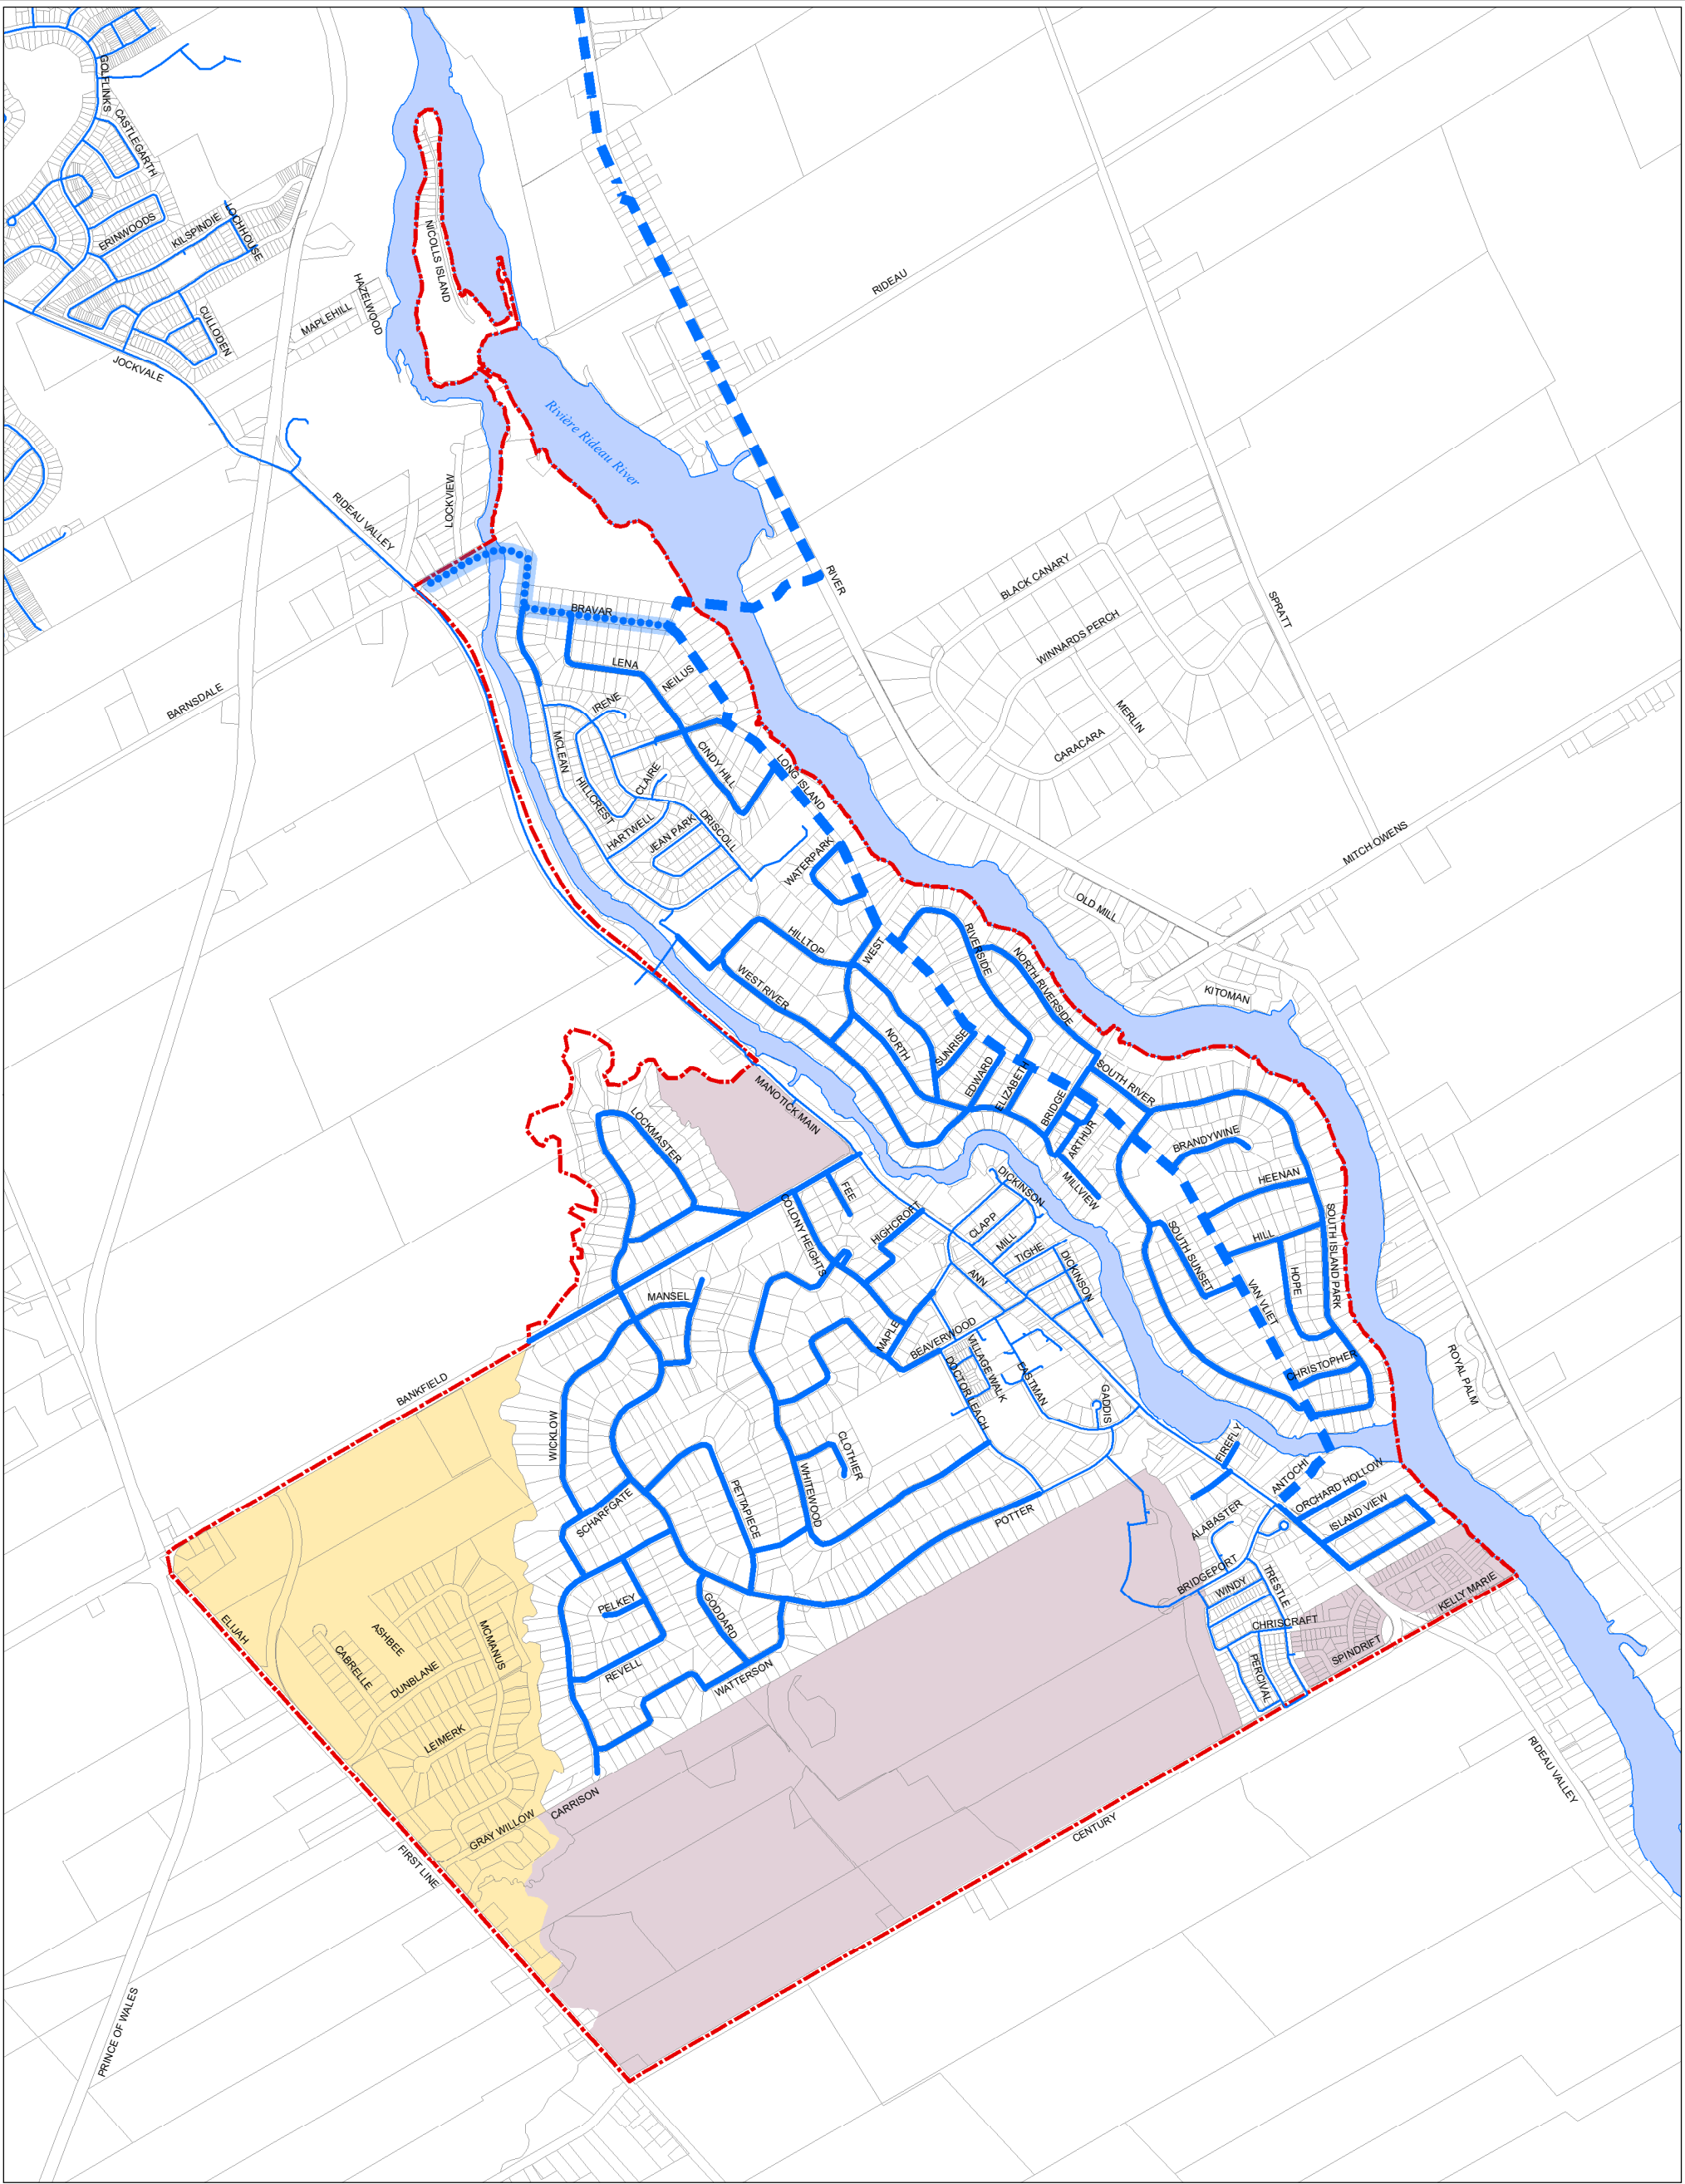 GOLFLINKS
CASTLEGARTH
ERINWOODS
KILSPINDIE
LOCHHOUSE
NICOLLS ISLAND
HAZELWOOD
MAPLEHILL
CULLODEN
JOCKVALE
RIDEAU
Rivière Rideau River
LOCKVIEW
RIDEAU VALLEY
RIVER
BLACK CANARY
SPRATT
BRAVAR
WINNARDS PERCH
LENA
NEILUS
BARNSDALE
IRENE
MERLIN
MCLEAN
CINDY HILL
CARACARA
LONG ISLAND
CLAIRE
HILLCREST
HARTWELL
JEAN PARK
DRISCOLL
MITCH OWENS
WATERPARK
OLD MILL
HILLTOP
WEST
RIVERSIDE
NORTH RIVERSIDE
WEST RIVER
KITOMAN
NORTH
SUNRISE
EDWARD
ELIZABETH
SOUTH RIVER
MANOTICK MAIN
BRIDGE
ARTHUR
LOCKMASTER
BRANDYWINE
MILLVIEW
HEENAN
FEE
DICKINSON
COLONY HEIGHTS
HIGHCROFT
CLAPP
MILL
TIGHE
SOUTH ISLAND PARK
HILL
SOUTH SUNSET
DICKINSON
ANN
HOPE
VAN VLIET
MANSEL
MAPLE
BEAVERWOOD
VILLAGE WALK
CHRISTOPHER
ROYAL PALM
DOCTOR LEACH
EASTMAN
BANKFIELD
GADDIS
WICKLOW
CLOTHIER
FIREFLY
ANTOCHI
ORCHARD HOLLOW
WHITEWOOD
PETTAPIECE
SCHARFGATE
POTTER
ALABASTER
ISLAND VIEW
BRIDGEPORT
WINDY
TRESTLE
KELLY MARIE
PELKEY
GODDARD
CHRISCRAFT
ELIJAH
ASHBEE
MCMANUS
CABRELLE
DUNBLANE
SPINDRIFT
REVELL
WATTERSON
PERCIVAL
LEIMERK
RIDEAU VALLEY
CARRISON
GRAY WILLOW
CENTURY
FIRST LINE
PRINCE OF WALES